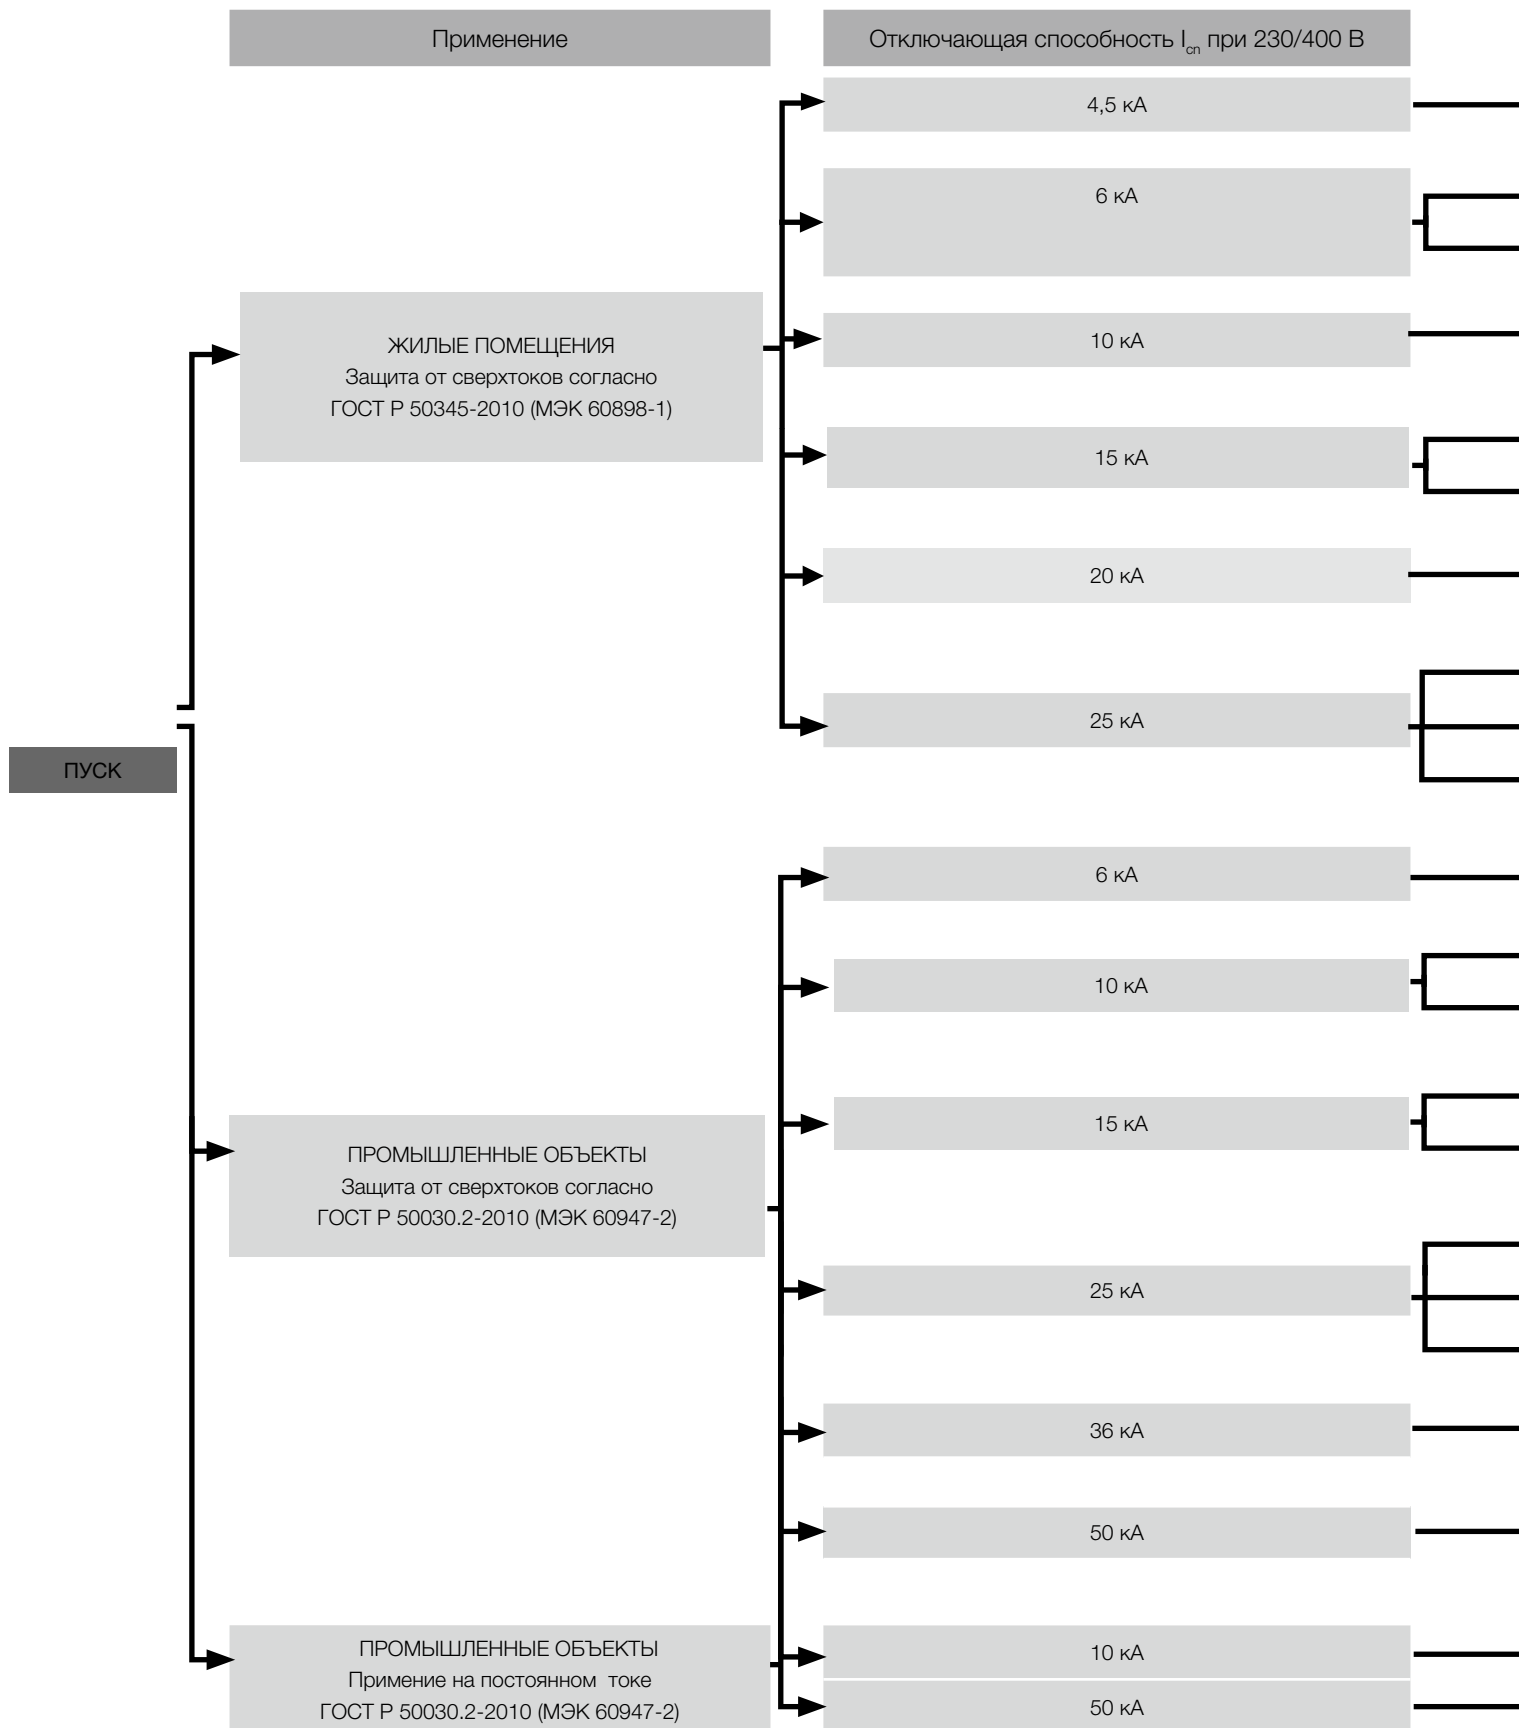 Применение
Отключающая способность Icn при 230/400 В
4,5 кА
6 кА
10 кА
ЖИЛЫЕ ПОМЕЩЕНИЯ
Защита от сверхтоков согласно
ГОСТ Р 50345-2010 (МЭК 60898-1)
15 кА
20 кА
25 кА
ПУСК
6 кА
10 кА
15 кА
ПРОМЫШЛЕННЫЕ ОБЪЕКТЫ
Защита от сверхтоков согласно
ГОСТ Р 50030.2-2010 (МЭК 60947-2)
25 кА
36 кА
50 кА
ПРОМЫШЛЕННЫЕ ОБЪЕКТЫ
Примение на постоянном токе
ГОСТ Р 50030.2-2010 (МЭК 60947-2)
10 кА
50 кА